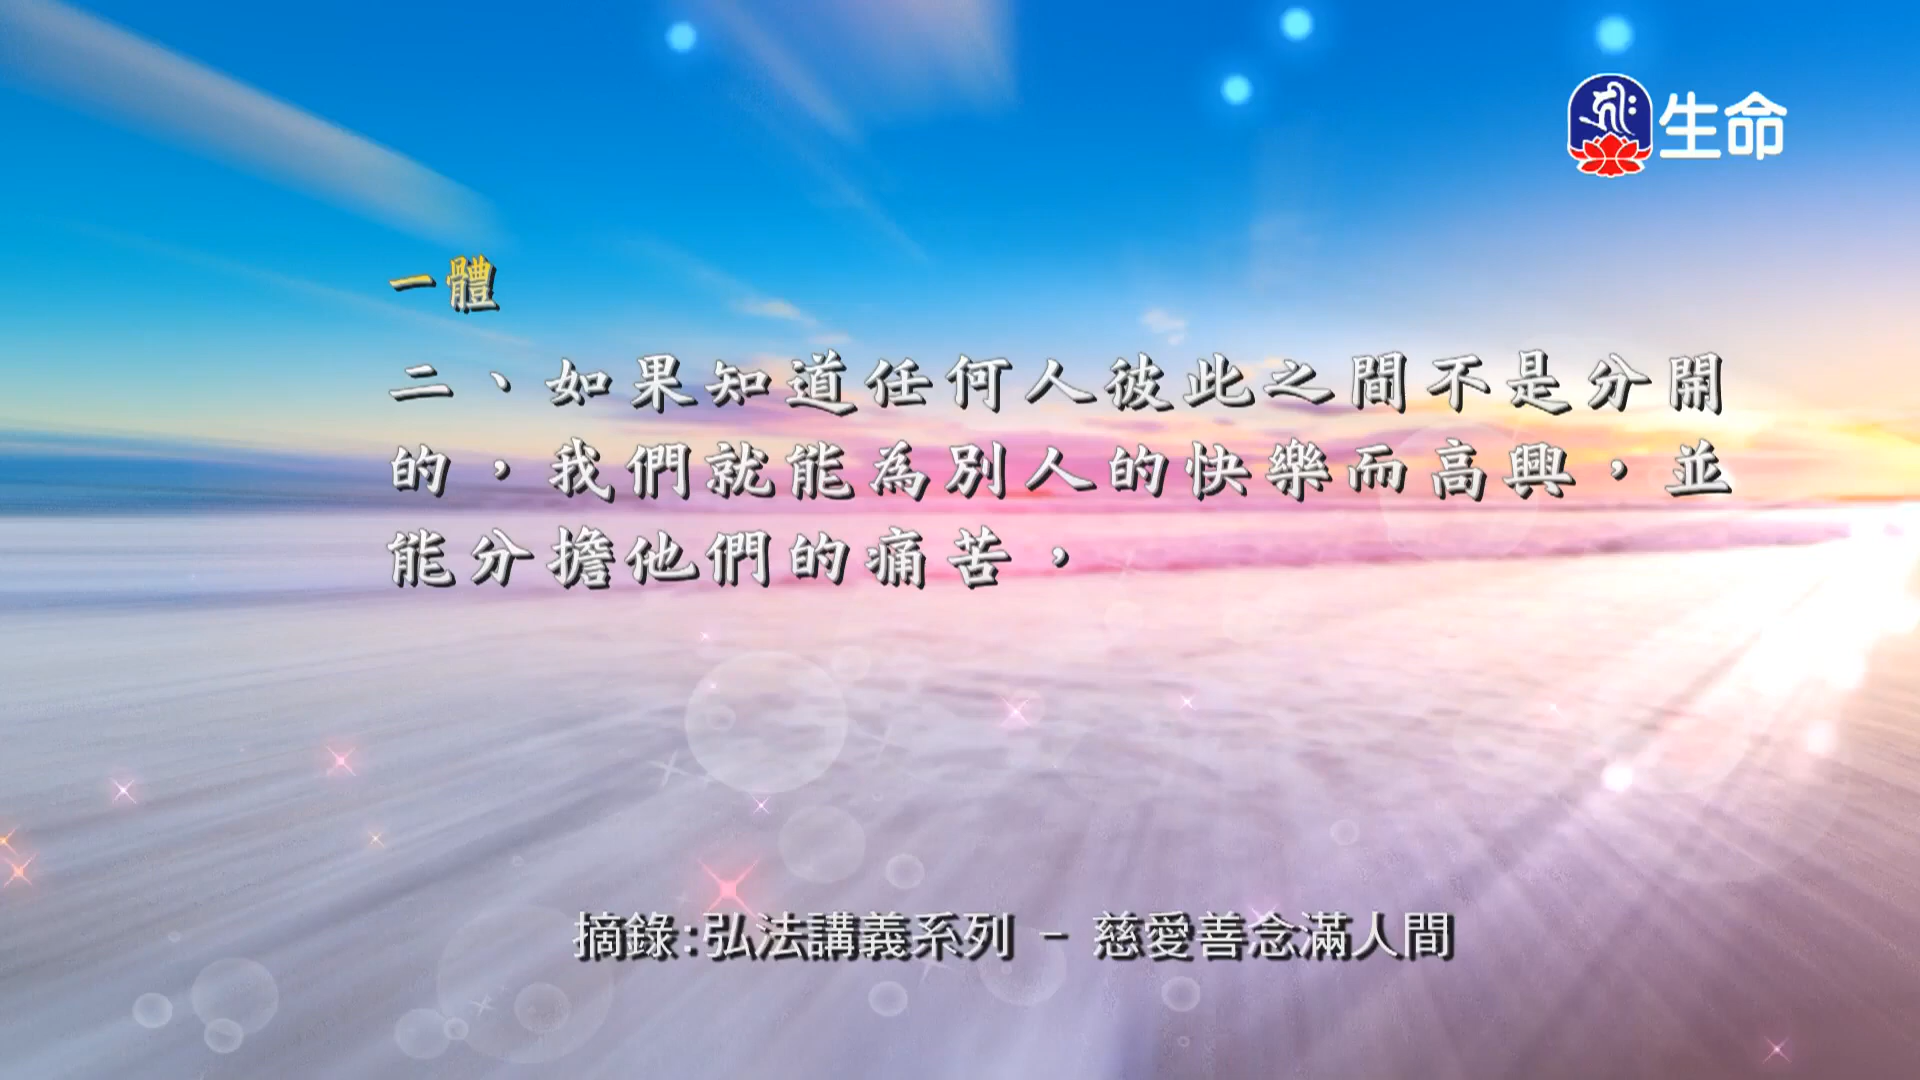 生命
一體
二、如果知道任何人彼此之間不是分開
的，我們就能為別人的快樂而高興，並
能分擔他們的痛苦，
摘錄:弘法講義系列 - 慈愛善念滿人間